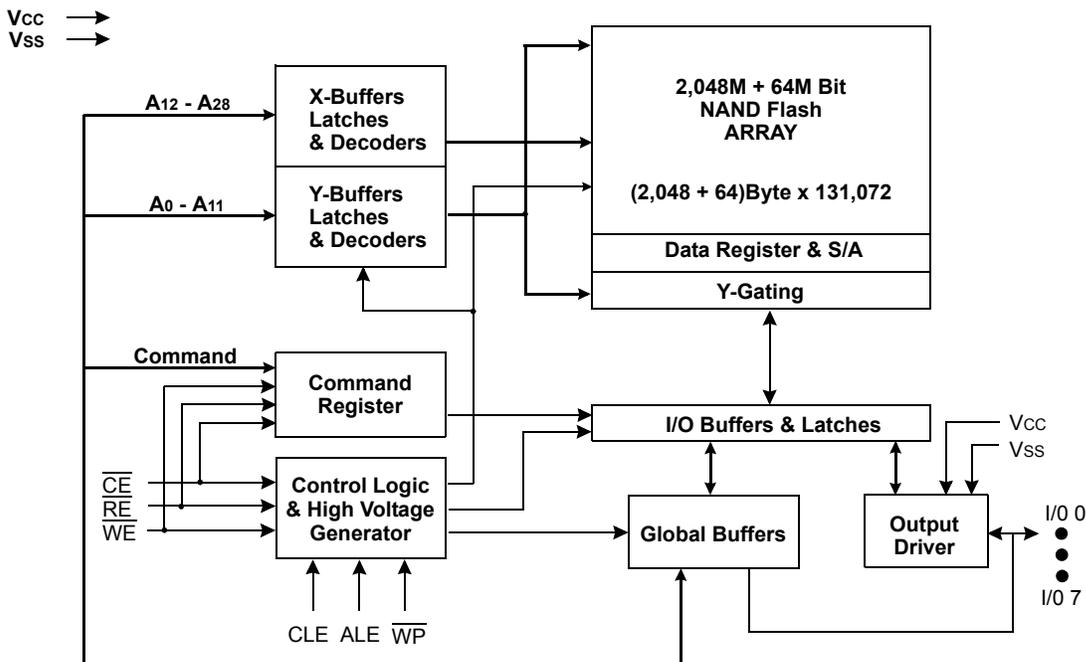 VCC
VSS
A12 - A28
X-Buffers
Latches
& Decoders
A0 - A11
Y-Buffers
Latches
& Decoders
2,048M + 64M Bit
NAND Flash
ARRAY
(2,048 + 64)Byte x 131,072
Data Register & S/A
Y-Gating
Command
Command
Register
I/O Buffers & Latches
VCC
VSS
CE
RE
WE
Control Logic
& High Voltage
Generator
Global Buffers
Output
Driver
I/0 0
I/0 7
CLE ALE WP